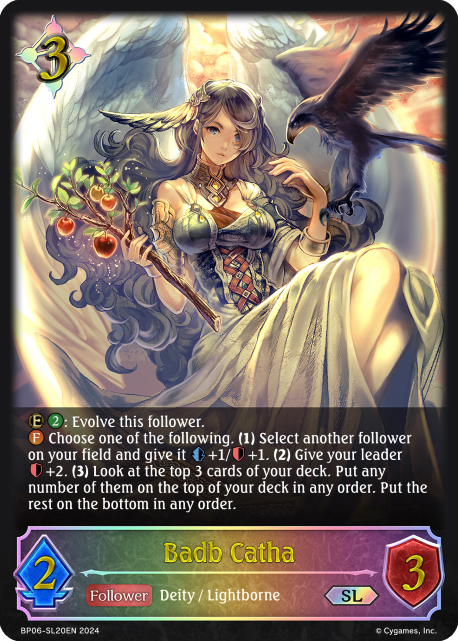 3
E 2 : Evolve this follower.
F Choose one of the following. (1) Select another follower
on your field and give it +1/ +1. (2) Give your leader
+2. (3) Look at the top 3 cards of your deck. Put any
number of them on the top of your deck in any order. Put the
rest on the bottom in any order.
Badb Catha
2
Follower Deity / Lightborne SL
3
BP06-SL20EN 2024 © Cygames, Inc.